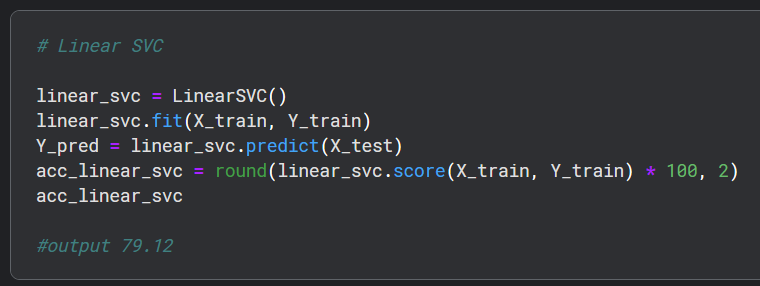 # Linear SVC
linear_svc = LinearSVC()
linear_svc.fit(X_train, Y_train)
Y_pred = linear_svc.predict(X_test)
acc_linear_svc = round(linear_svc.score(X_train, Y_train) * 100, 2)
acc_linear_svc
#output 79.12